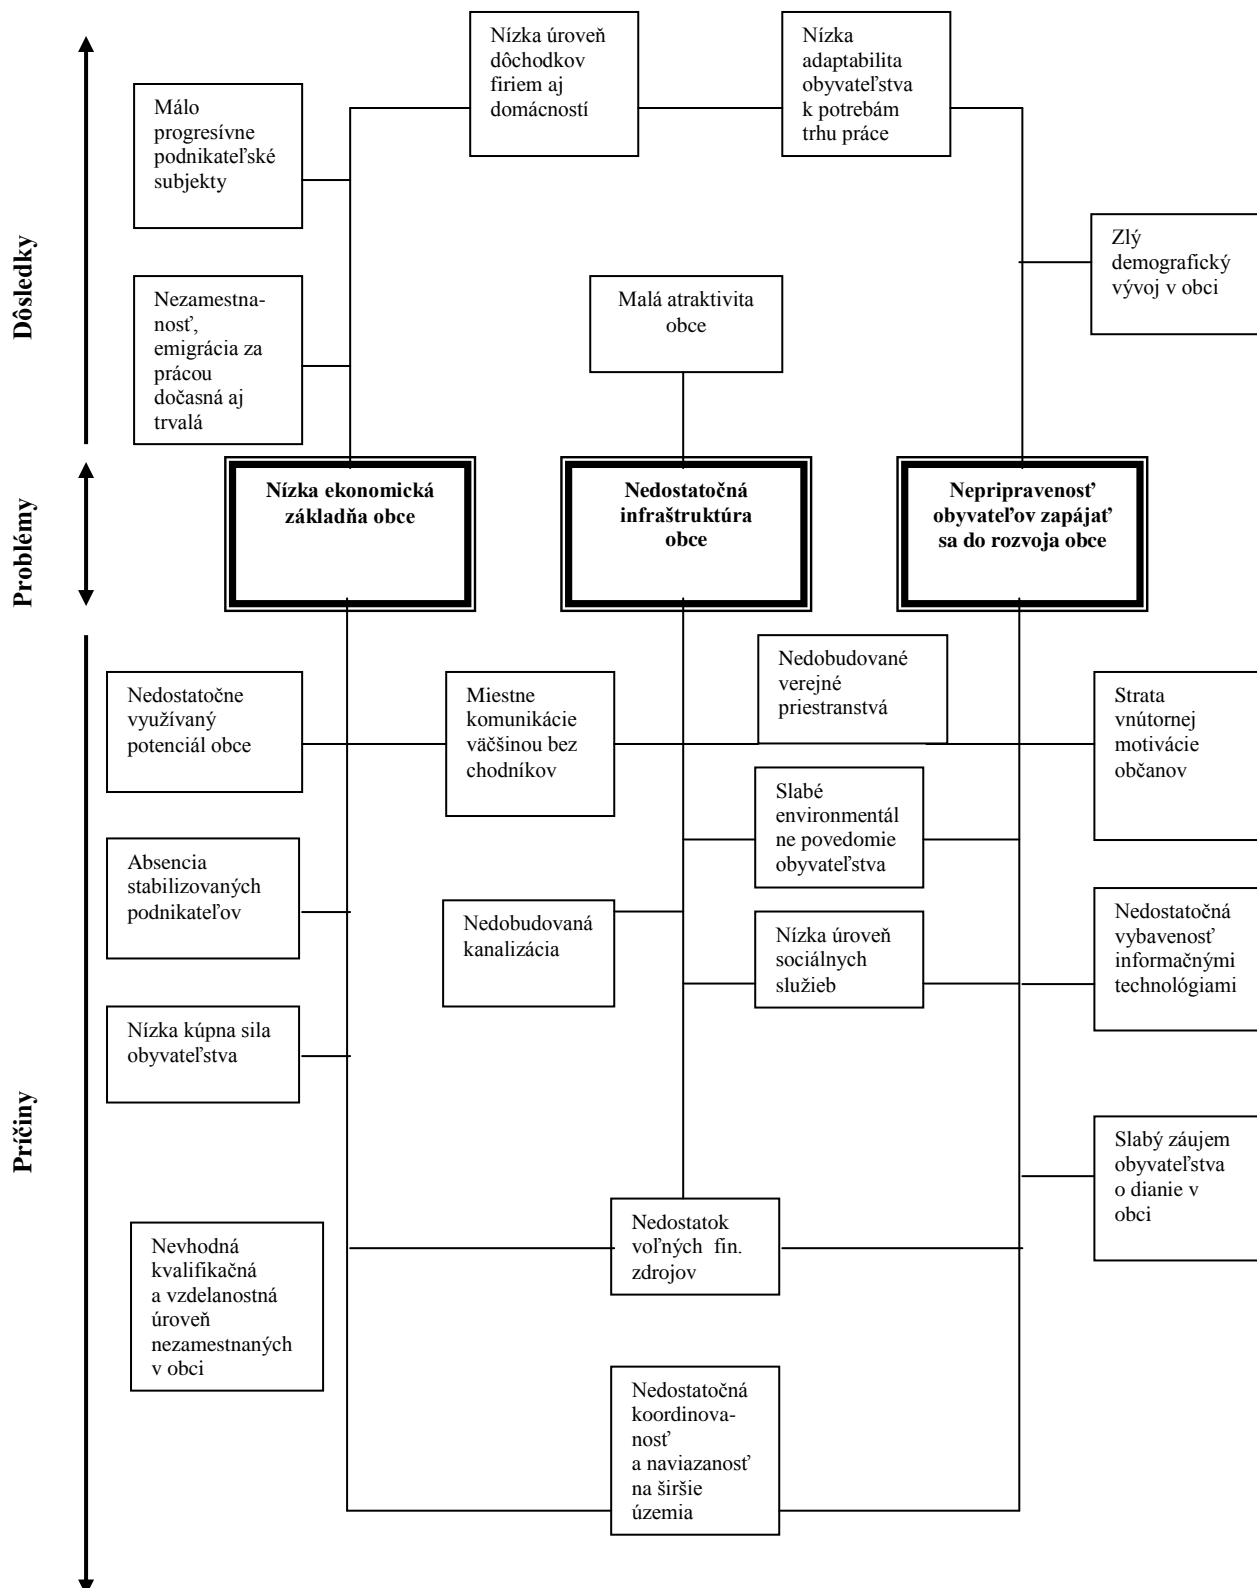 Dôsledky
Málo
progresívne
podnikateľské
subjekty
Nízka úroveň
dôchodkov
firiem aj
domácností
Nízka
adaptabilita
obyvateľstva
k potrebám
trhu práce
Zlý
demografický
vývoj v obci
Nezamestna-
nosť,
emigrácia za
prácou
dočasná aj
trvalá
Malá atraktivita
obce
Problémy
Nízka ekonomická
základňa obce
Nedostatočná
infraštruktúra
obce
Nepripravenosť
obyvateľov zapájať
sa do rozvoja obce
Príčiny
Nedostatočne
využívaný
potenciál obce
Miestne
komunikácie
väčšinou bez
chodníkov
Nedobudované
verejné
priestranstvá
Strata
vnútornej
motivácie
občanov
Slabé
environmentál
ne povedomie
obyvateľstva
Absencia
stabilizovaných
podnikateľov
Nedobudovaná
kanalizácia
Nízka úroveň
sociálnych
služieb
Nedostatočná
vybavenosť
informačnými
technológiami
Nízka kúpna sila
obyvateľstva
Slabý záujem
obyvateľstva
o dianie v
obci
Nevhodná
kvalifikačná
a vzdelanostná
úroveň
nezamestnaných
v obci
Nedostatok
voľných fin.
zdrojov
Nedostatočná
koordinova-
nosť
a naviazanosť
na širšie
územia